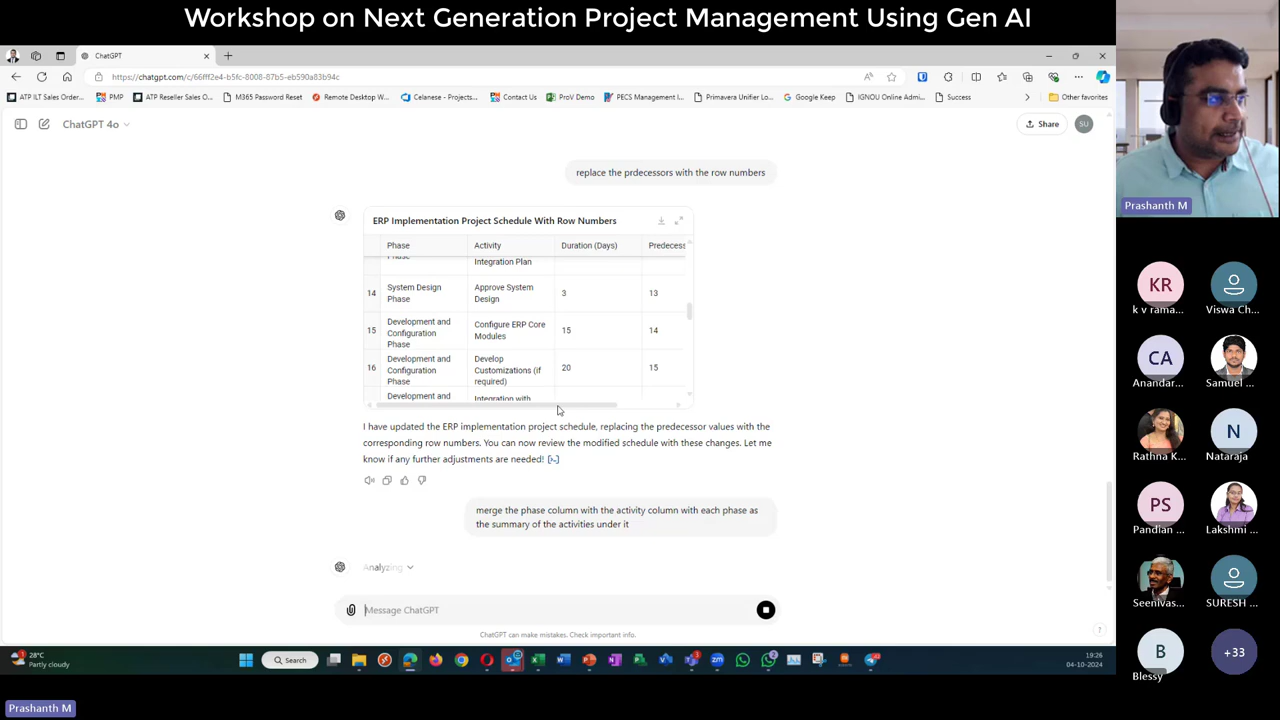 Workshop on Next Generation Project Management Using Gen AI
ChatGPT
https://chatgpt.com/c/66fff2e4-b5fc-8008-87b5-eb590a83b94c
ATP ILT Sales Order...
PMP
ATP Reseller Sales O...
M365 Password Reset
Remote Desktop W...
Celanese - Projects...
Contact Us
ProV Demo
PECS Management I...
Primavera Unifier Lo...
Google Keep
IGNOU Online Admi...
Success
Other favorites
ChatGPT 4o
Share
SU
replace the prdecessors with the row numbers
ERP Implementation Project Schedule With Row Numbers
Phase Activity Duration (Days) Predecess
Phase Integration Plan
14 System Design Phase Approve System Design 3 13
15 Development and Configuration Phase Configure ERP Core Modules 15 14
16 Development and Configuration Phase Develop Customizations (if required) 20 15
Development and Integration with
I have updated the ERP implementation project schedule, replacing the predecessor values with the
corresponding row numbers. You can now review the modified schedule with these changes. Let me
know if any further adjustments are needed! [>-]
merge the phase column with the activity column with each phase as
the summary of the activities under it
Analyzing
Message ChatGPT
ChatGPT can make mistakes. Check important info.
?
28°C
Partly cloudy
Search
19:26
04-10-2024
Prashanth M
Prashanth M
KR
k v rama...
Viswa Ch...
CA
Anandar...
Samuel ...
Rathna K...
N
Nataraja
PS
Pandian ...
Lakshmi ...
Seenivas...
SURESH ...
B
Blessy
+33